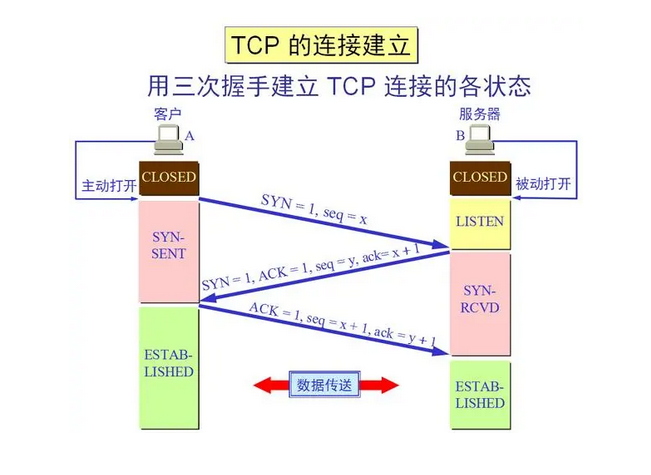 TCP 的连接建立
用三次握手建立 TCP 连接的各状态
客户
服务器
A
B
主动打开
CLOSED
CLOSED
被动打开
SYN = 1, seq = x
SYN-
SENT
LISTEN
SYN = 1, ACK = 1, seq = y, ack= x + 1
SYN-
RCVD
ACK = 1, seq = x + 1, ack = y + 1
ESTAB-
LISHED
数据传送
ESTAB-
LISHED